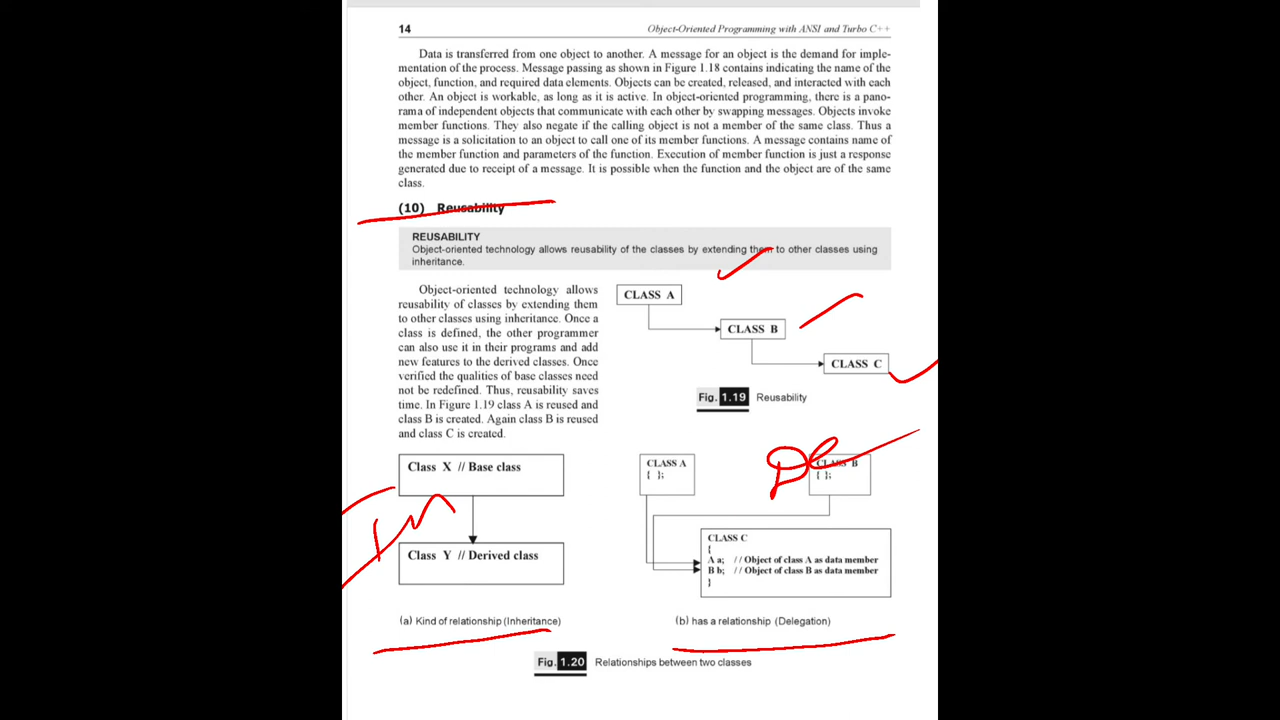 14
Object-Oriented Programming with ANSI and Turbo C++
Data is transferred from one object to another. A message for an object is the demand for imple-
mentation of the process. Message passing as shown in Figure 1.18 contains indicating the name of the
object, function, and required data elements. Objects can be created, released, and interacted with each
other. An object is workable, as long as it is active. In object-oriented programming, there is a pano-
rama of independent objects that communicate with each other by swapping messages. Objects invoke
member functions. They also negate if the calling object is not a member of the same class. Thus a
message is a solicitation to an object to call one of its member functions. A message contains name of
the member function and parameters of the function. Execution of member function is just a response
generated due to receipt of a message. It is possible when the function and the object are of the same
class.
(10) Reusability
REUSABILITY
Object-oriented technology allows reusability of the classes by extending them to other classes using
inheritance.
Object-oriented technology allows
reusability of classes by extending them
to other classes using inheritance. Once a
class is defined, the other programmer
can also use it in their programs and add
new features to the derived classes. Once
verified the qualities of base classes need
not be redefined. Thus, reusability saves
time. In Figure 1.19 class A is reused and
class B is created. Again class B is reused
and class C is created.
CLASS A
CLASS B
CLASS C
Fig. 1.19 Reusability
Class X // Base class
Class Y // Derived class
In
(a) Kind of relationship (Inheritance)
CLASS A
{ };
De
CLASS B
{ };
CLASS C
{
A a; // Object of class A as data member
B b; // Object of class B as data member
}
(b) has a relationship (Delegation)
Fig. 1.20 Relationships between two classes